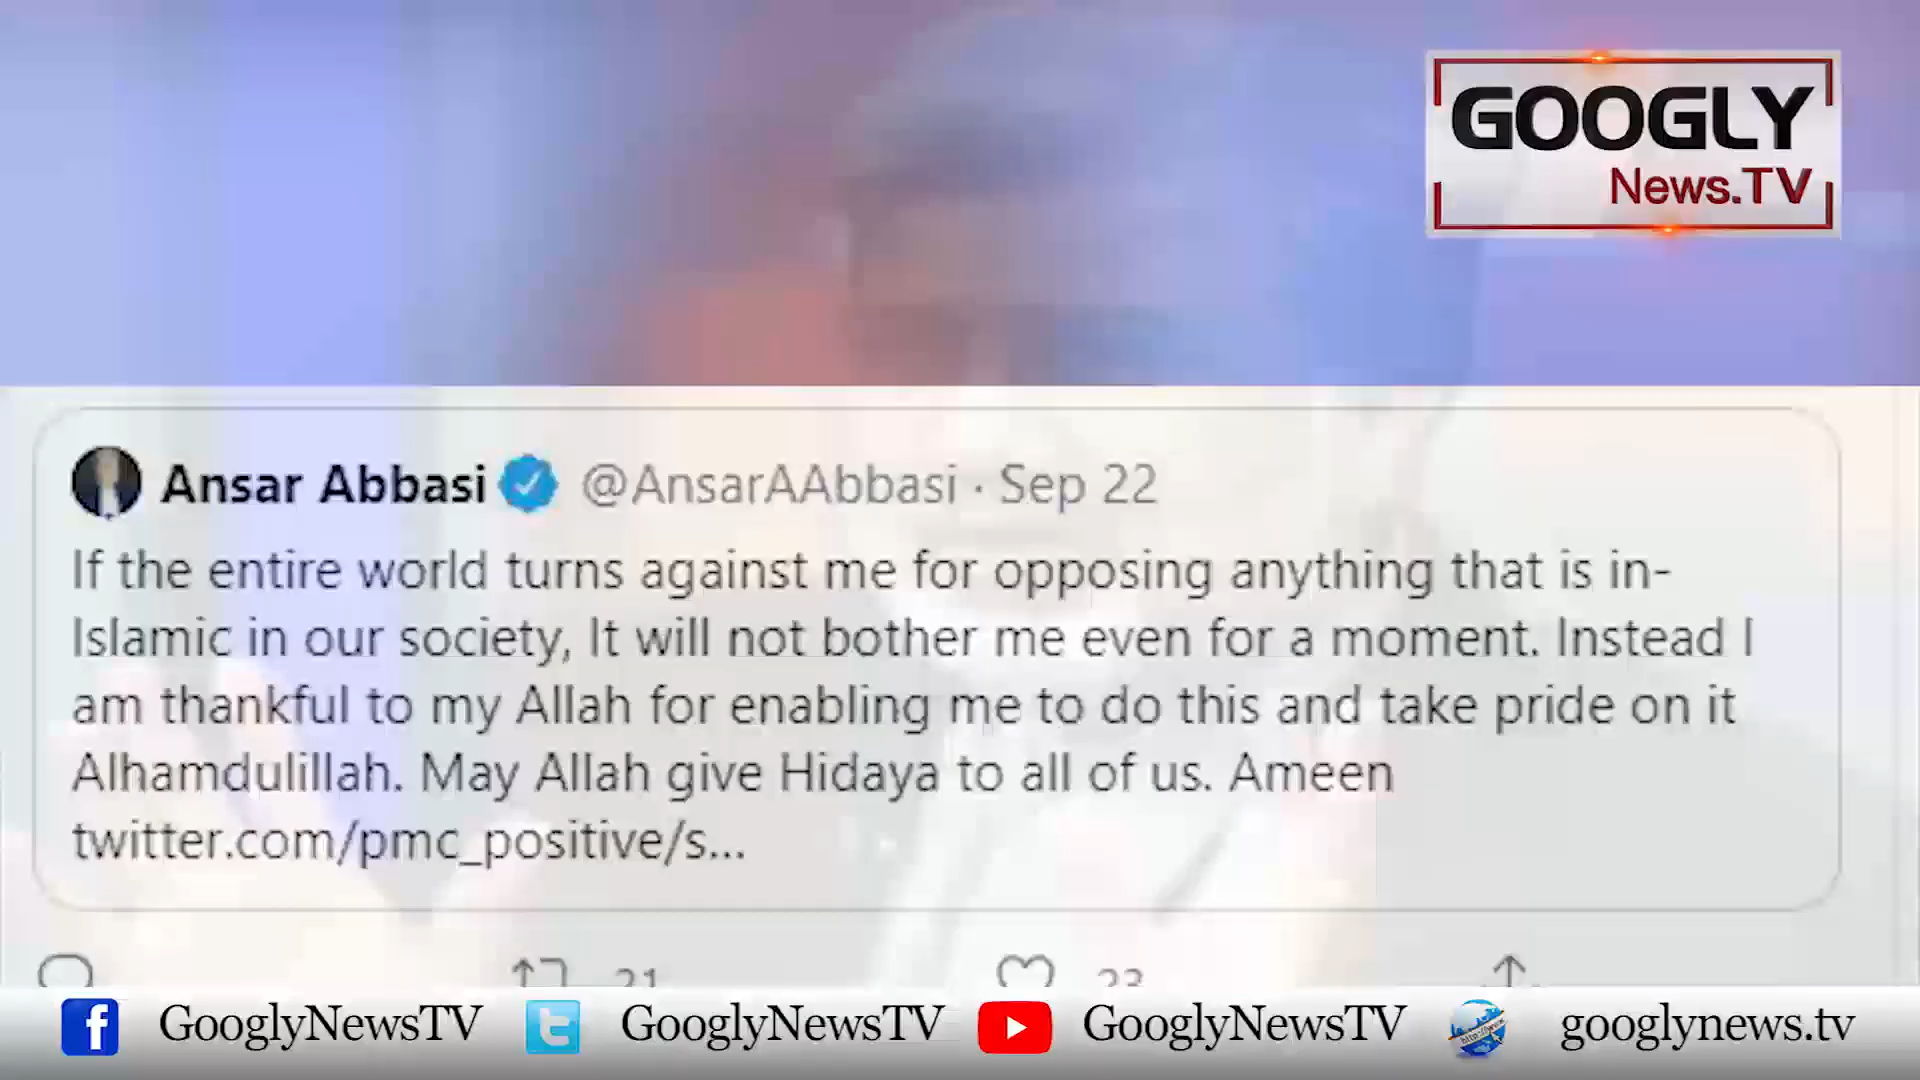 GOOGLY
News.TV
Ansar Abbasi @AnsarAAbbasi · Sep 22
If the entire world turns against me for opposing anything that is in-
Islamic in our society, It will not bother me even for a moment. Instead I
am thankful to my Allah for enabling me to do this and take pride on it
Alhamdulillah. May Allah give Hidaya to all of us. Ameen
twitter.com/pmc_positive/s...
21 23
GooglyNewsTV GooglyNewsTV GooglyNewsTV googlynews.tv